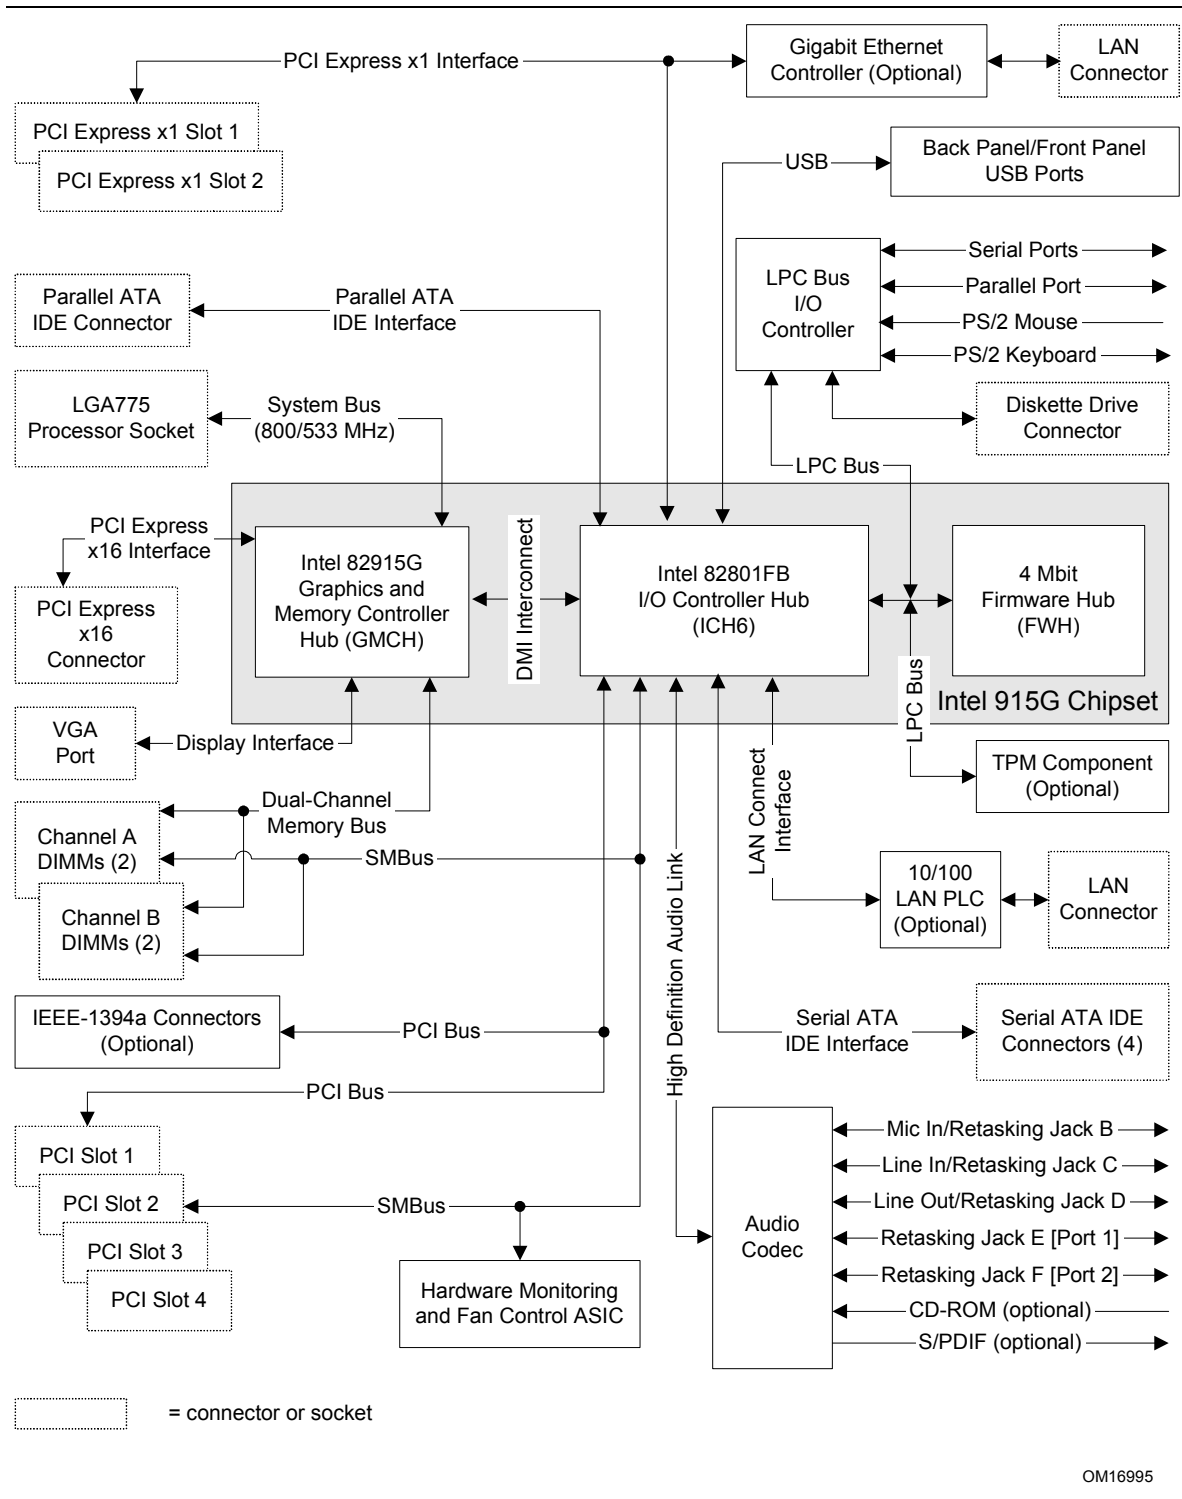 PCI Express x1 Interface
Gigabit Ethernet
Controller (Optional)
LAN
Connector
PCI Express x1 Slot 1
PCI Express x1 Slot 2
USB
Back Panel/Front Panel
USB Ports
LPC Bus
I/O
Controller
Serial Ports
Parallel Port
PS/2 Mouse
PS/2 Keyboard
Parallel ATA
IDE Connector
Parallel ATA
IDE Interface
LGA775
Processor Socket
System Bus
(800/533 MHz)
Diskette Drive
Connector
LPC Bus
PCI Express
x16 Interface
PCI Express
x16
Connector
Intel 82915G
Graphics and
Memory Controller
Hub (GMCH)
DMI Interconnect
Intel 82801FB
I/O Controller Hub
(ICH6)
4 Mbit
Firmware Hub
(FWH)
LPC Bus
Intel 915G Chipset
VGA
Port
Display Interface
TPM Component
(Optional)
Dual-Channel
Memory Bus
Channel A
DIMMs (2)
SMBus
Channel B
DIMMs (2)
High Definition Audio Link
LAN Connect
Interface
10/100
LAN PLC
(Optional)
LAN
Connector
IEEE-1394a Connectors
(Optional)
PCI Bus
Serial ATA
IDE Interface
Serial ATA IDE
Connectors (4)
PCI Bus
PCI Slot 1
PCI Slot 2
PCI Slot 3
PCI Slot 4
SMBus
Hardware Monitoring
and Fan Control ASIC
Audio
Codec
Mic In/Retasking Jack B
Line In/Retasking Jack C
Line Out/Retasking Jack D
Retasking Jack E [Port 1]
Retasking Jack F [Port 2]
CD-ROM (optional)
S/PDIF (optional)
= connector or socket
OM16995